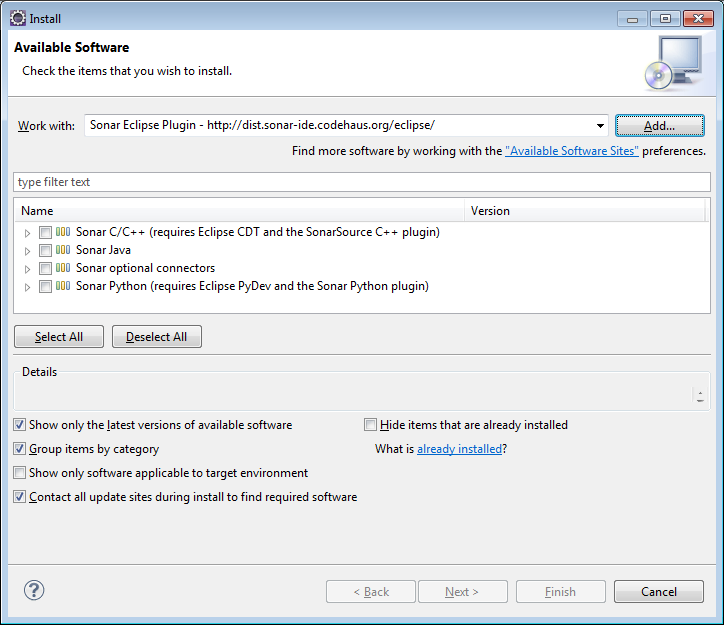 Install
Available Software
Check the items that you wish to install.
Work with: Sonar Eclipse Plugin - http://dist.sonar-ide.codehaus.org/eclipse/ Add...
Find more software by working with the "Available Software Sites" preferences.
type filter text
Name Version
Sonar C/C++ (requires Eclipse CDT and the SonarSource C++ plugin)
Sonar Java
Sonar optional connectors
Sonar Python (requires Eclipse PyDev and the Sonar Python plugin)
Select All Deselect All
Details
Show only the latest versions of available software Hide items that are already installed
Group items by category What is already installed?
Show only software applicable to target environment
Contact all update sites during install to find required software
? < Back Next > Finish Cancel